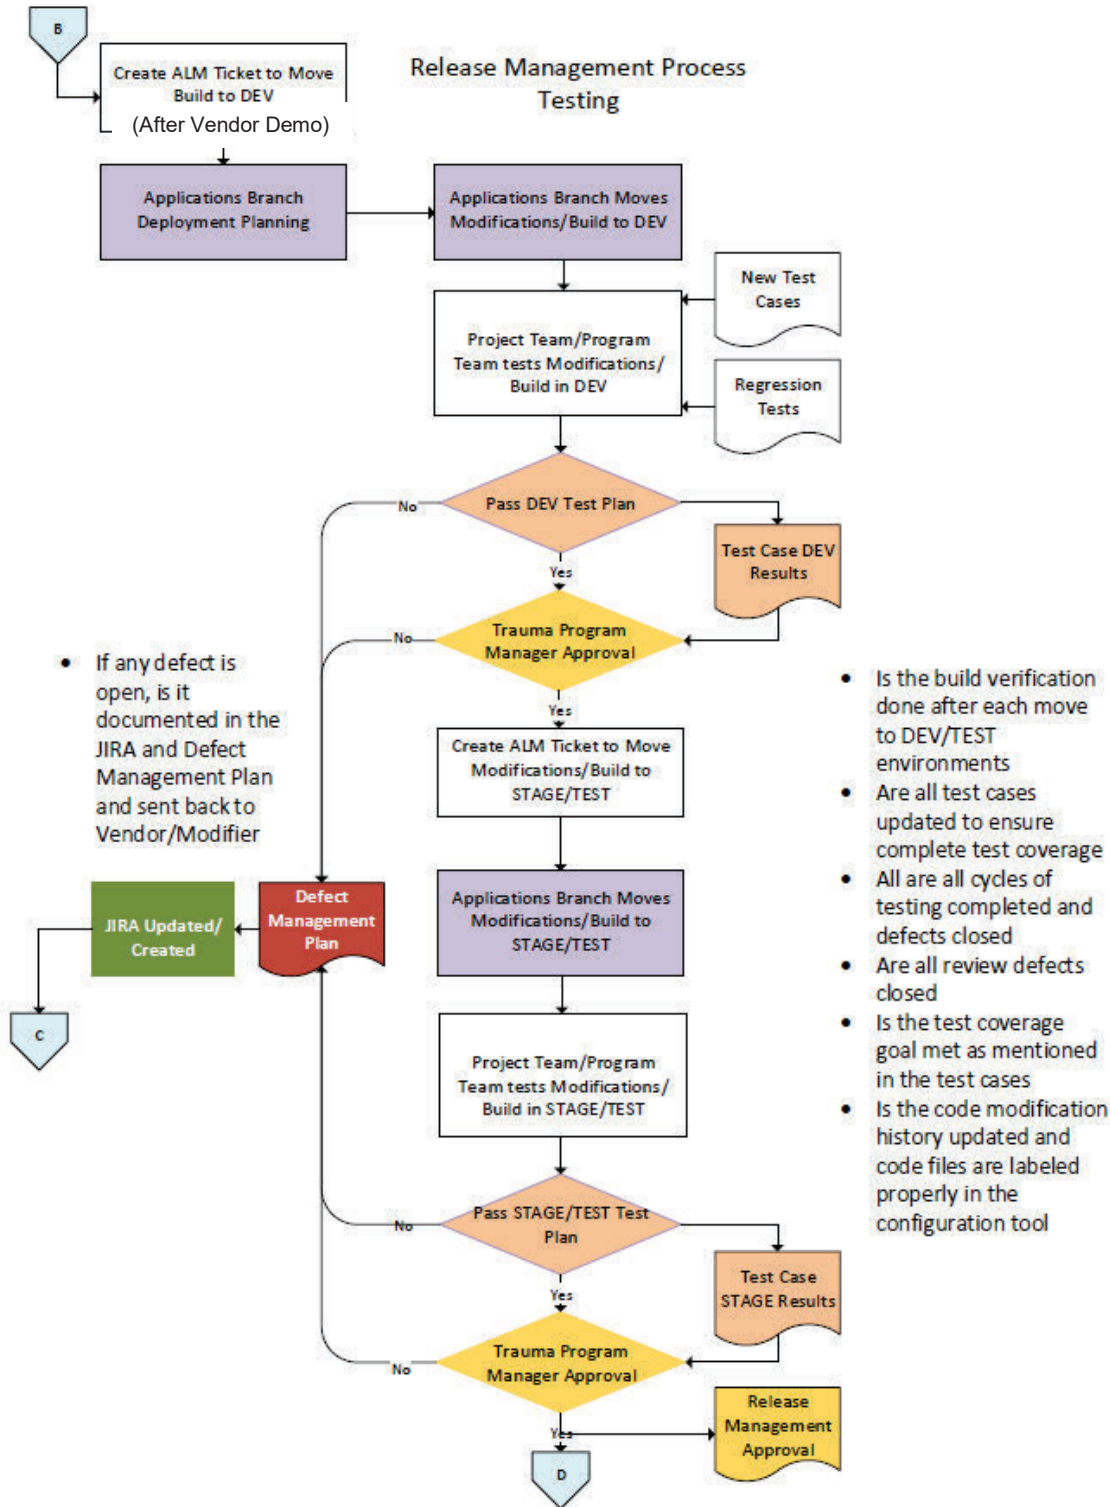 B
Create ALM Ticket to Move
Build to DEV
(After Vendor Demo)
Release Management Process
Testing
Applications Branch
Deployment Planning
Applications Branch Moves
Modifications/Build to DEV
New Test
Cases
Project Team/Program
Team tests Modifications/
Build in DEV
Regression
Tests
Pass DEV Test Plan
No
Test Case DEV
Results
Yes
Trauma Program
Manager Approval
No
Yes
• If any defect is
open, is it
documented in the
JIRA and Defect
Management Plan
and sent back to
Vendor/Modifier
Create ALM Ticket to Move
Modifications/Build to
STAGE/TEST
Applications Branch Moves
Modifications/Build to
STAGE/TEST
Defect
Management
Plan
JIRA Updated/
Created
C
Project Team/Program
Team tests Modifications/
Build in STAGE/TEST
Pass STAGE/TEST Test
Plan
No
Test Case
STAGE Results
Yes
Trauma Program
Manager Approval
No
Release
Management
Approval
Yes
D
• Is the build verification
done after each move
to DEV/TEST
environments
• Are all test cases
updated to ensure
complete test coverage
• All are all cycles of
testing completed and
defects closed
• Are all review defects
closed
• Is the test coverage
goal met as mentioned
in the test cases
• Is the code modification
history updated and
code files are labeled
properly in the
configuration tool